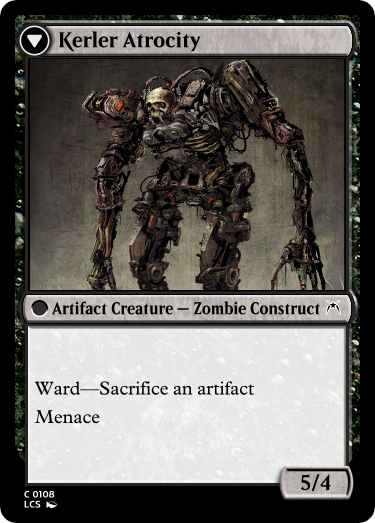 Kerler Atrocity
Artifact Creature — Zombie Construct
Ward—Sacrifice an artifact
Menace
5/4
C 0108
LCS